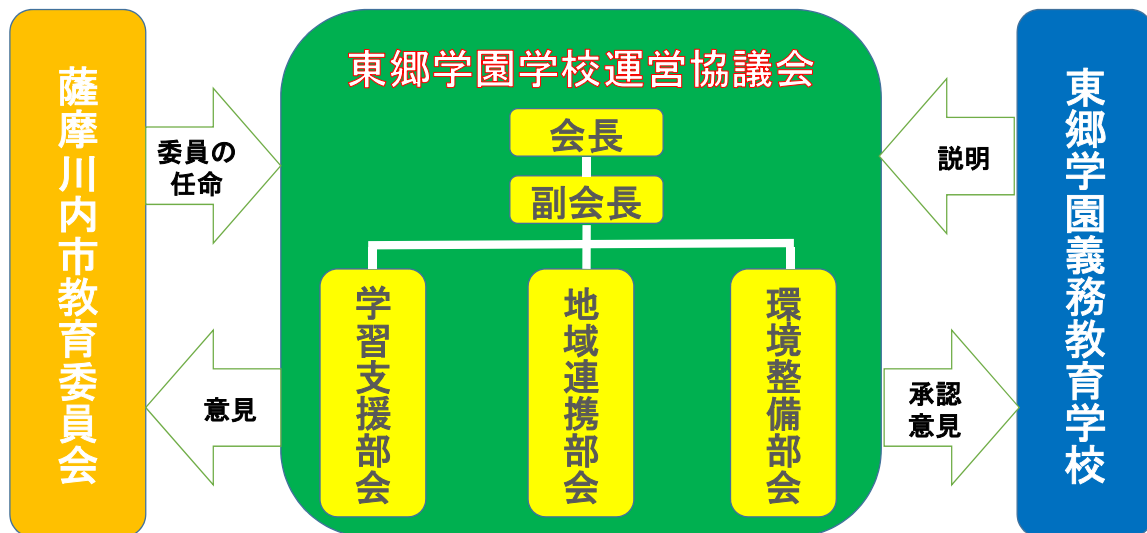 薩摩川内市教育委員会
委員の
任命
意見
東郷学園学校運営協議会
会長
副会長
学習支援部会
地域連携部会
環境整備部会
説明
承認
意見
東郷学園義務教育学校